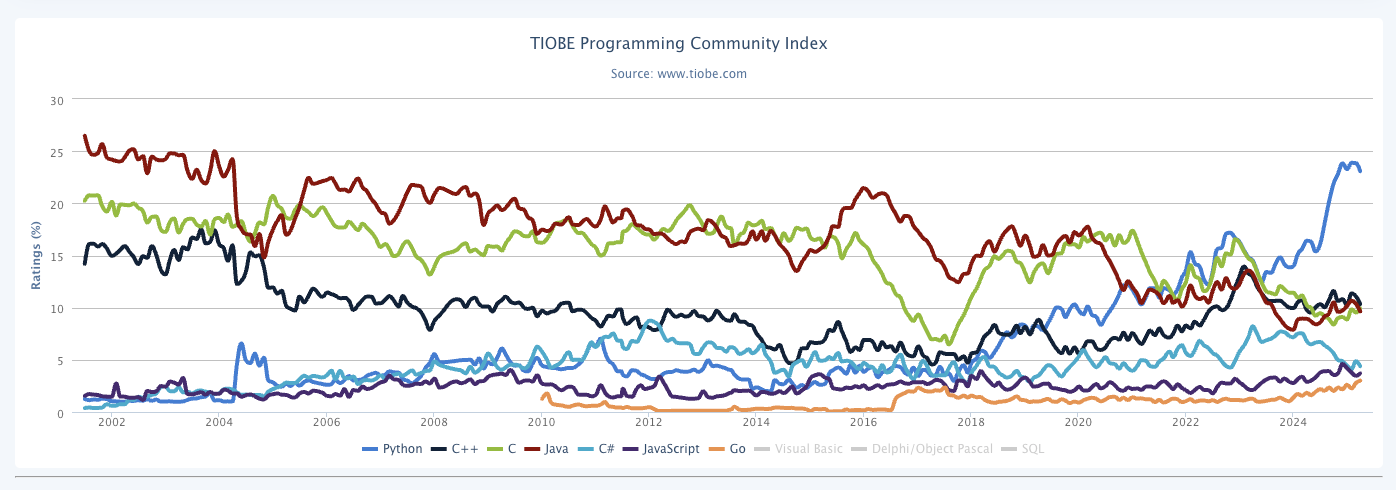 TIOBE Programming Community Index
Source: www.tiobe.com
Ratings (%)
30
25
20
15
10
5
0
2002 2004 2006 2008 2010 2012 2014 2016 2018 2020 2022 2024
Python C++ C Java C# JavaScript Go Visual Basic Delphi/Object Pascal SQL